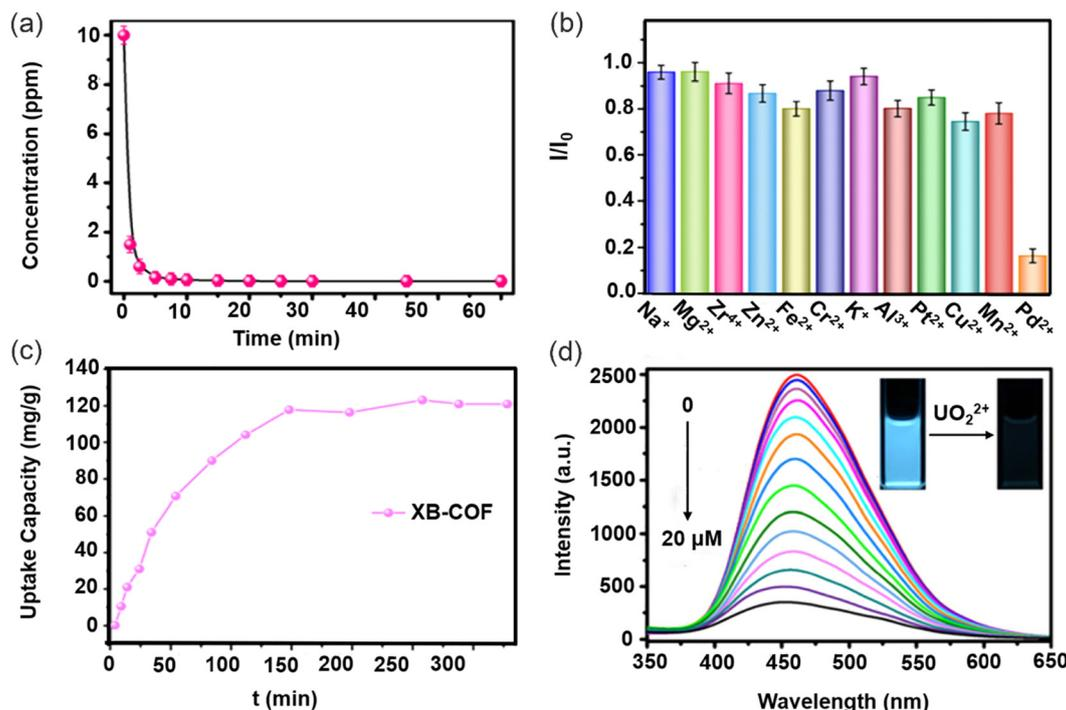 (a)
Concentration (ppm)
10
8
6
4
2
0
0 10 20 30 40 50 60
Time (min)
(b)
I/I₀
1.0
0.8
0.6
0.4
0.2
0.0
Na⁺ Mg²⁺ Zr⁴⁺ Zn²⁺ Fe²⁺ Cr²⁺ K⁺ Al³⁺ Pt²⁺ Cu²⁺ Mn²⁺ Pd²⁺
(c)
Uptake Capacity (mg/g)
140
120
100
80
60
40
20
0
XB-COF
0 50 100 150 200 250 300
t (min)
(d)
Intensity (a.u.)
2500
2000
1500
1000
500
0
0
20 μM
UO₂²⁺
350 400 450 500 550 600 650
Wavelength (nm)